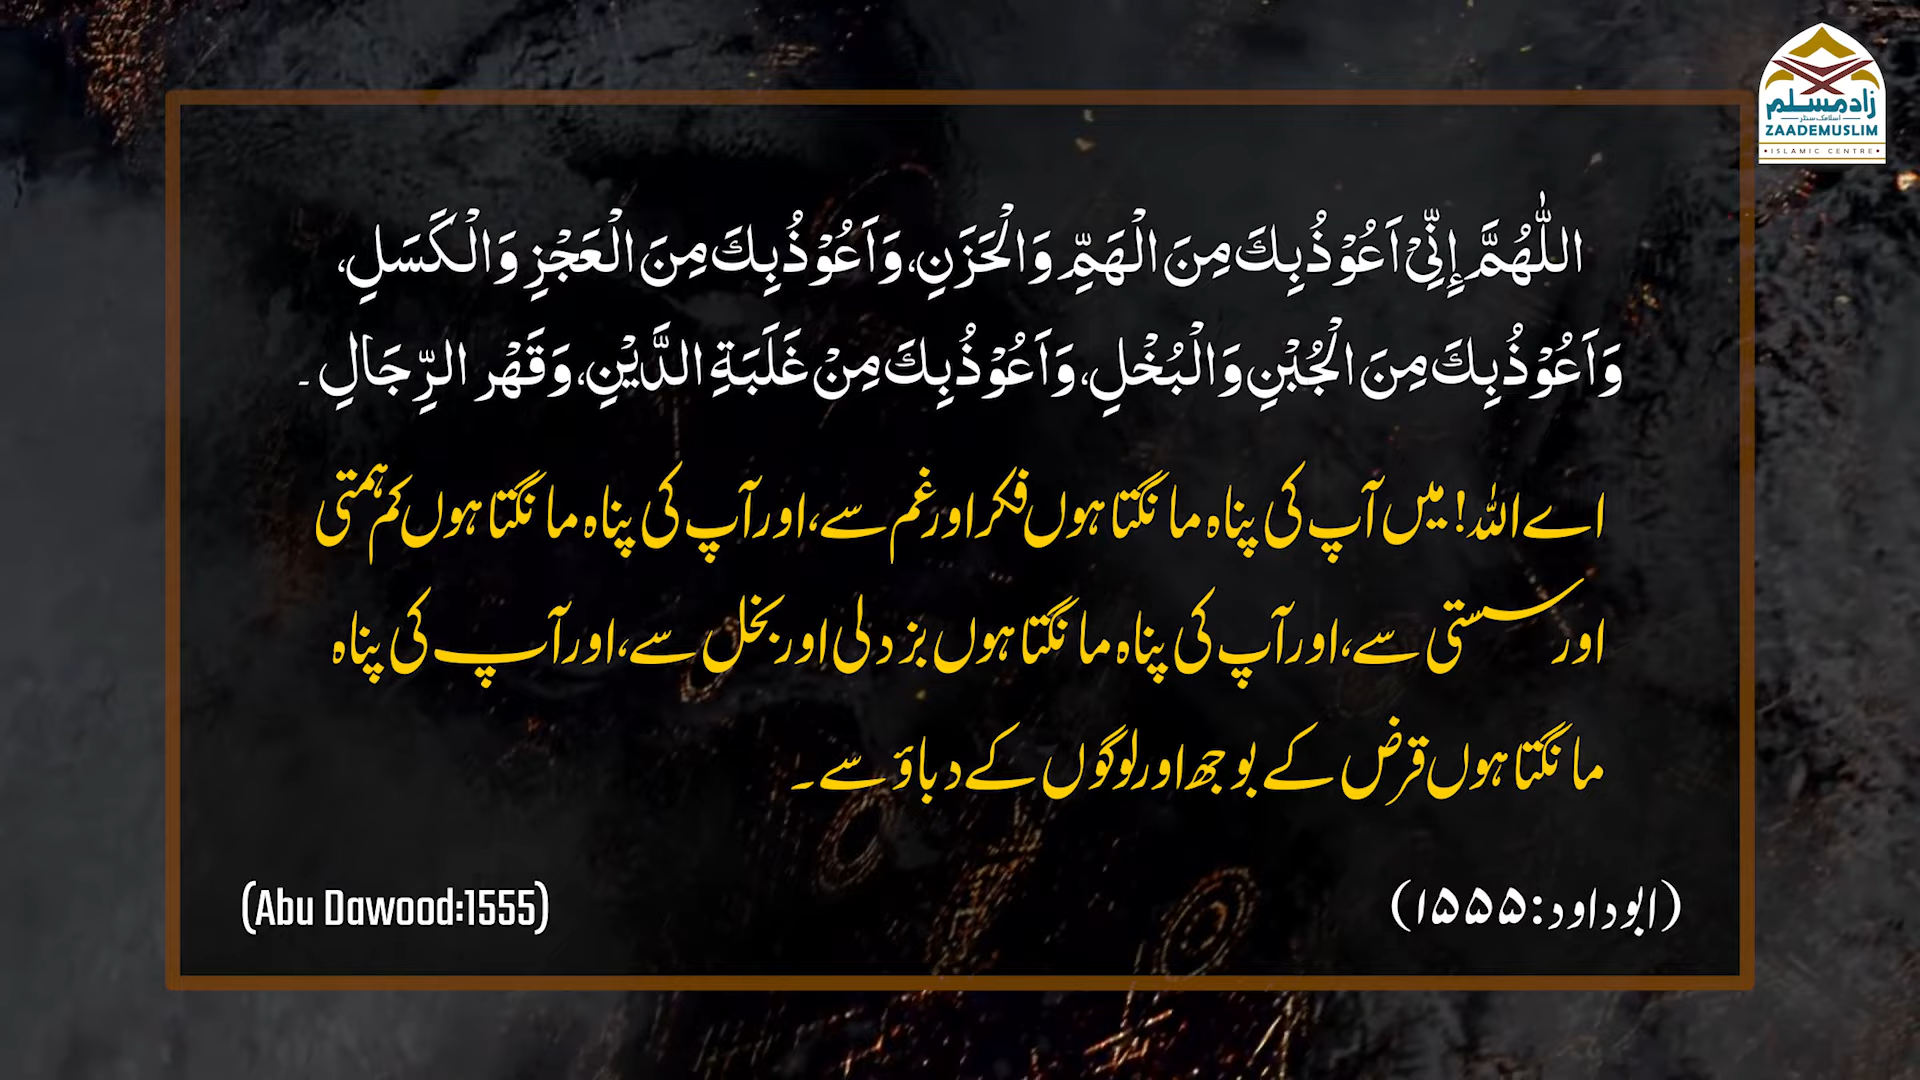 زادمسلم
اسلامک سنٹر
ZAADEMUSLIM
•ISLAMIC CENTRE•
اللّٰهُمَّ إِنِّيْ اَعُوْذُ بِكَ مِنَ الْهَمِّ وَالْحَزَنِ، وَاَعُوْذُ بِكَ مِنَ الْعَجْزِ وَالْكَسَلِ،
وَاَعُوْذُ بِكَ مِنَ الْجُبْنِ وَالْبُخْلِ، وَاَعُوْذُ بِكَ مِنْ غَلَبَةِ الدَّيْنِ، وَقَهْرِ الرِّجَالِ ۔
اے اللہ! میں آپ کی پناہ مانگتا ہوں فکر اور غم سے، اور آپ کی پناہ مانگتا ہوں کم ہمتی
اور سستی سے، اور آپ کی پناہ مانگتا ہوں بزدلی اور بخل سے، اور آپ کی پناہ
مانگتا ہوں قرض کے بوجھ اور لوگوں کے دباؤ سے ۔
(ابوداود: ۱۵۵۵)
(Abu Dawood:1555)